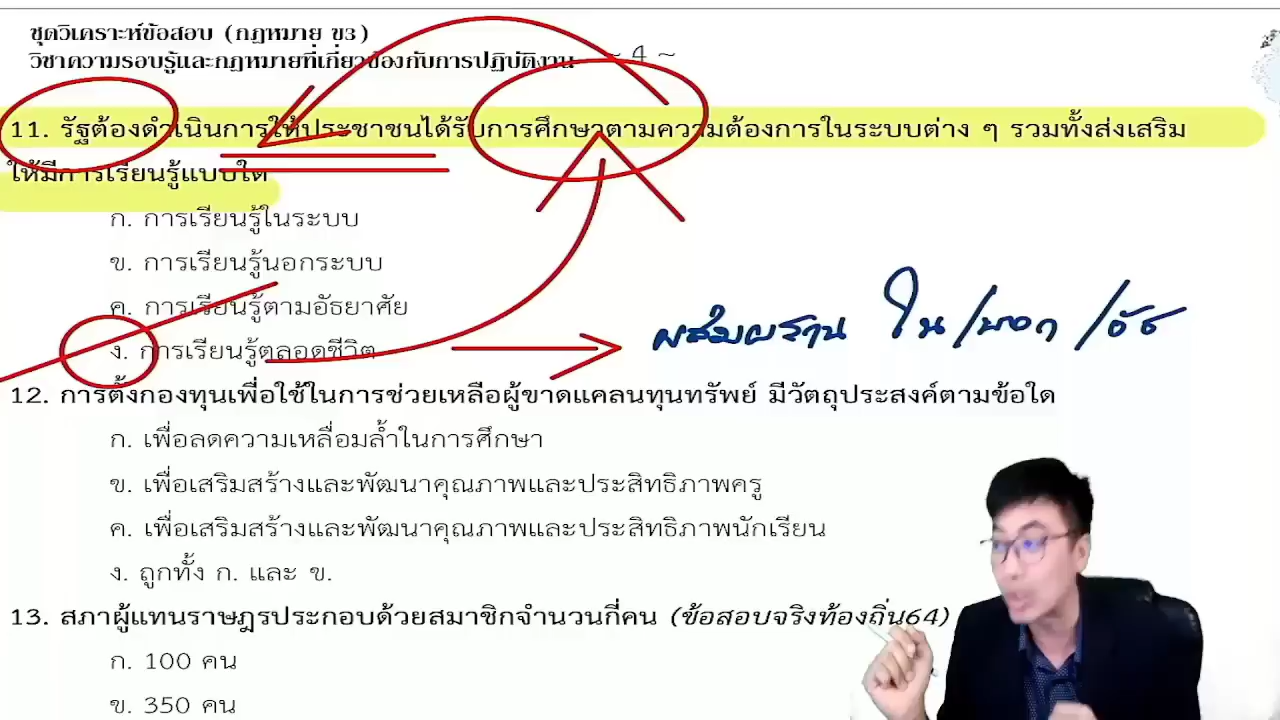 ชุดวิเคราะห์ข้อสอบ (กฎหมาย ข3)
วิชาความรอบรู้และกฎหมายที่เกี่ยวข้องกับการปฏิบัติงาน ~ 4 ~
11. รัฐต้องดำเนินการให้ประชาชนได้รับการศึกษาตามความต้องการในระบบต่าง ๆ รวมทั้งส่งเสริม
ให้มีการเรียนรู้แบบใด
ก. การเรียนรู้ในระบบ
ข. การเรียนรู้นอกระบบ
ค. การเรียนรู้ตามอัธยาศัย
ง. การเรียนรู้ตลอดชีวิต
ผสมผสาน ใน/นอก/อัธ
12. การตั้งกองทุนเพื่อใช้ในการช่วยเหลือผู้ขาดแคลนทุนทรัพย์ มีวัตถุประสงค์ตามข้อใด
ก. เพื่อลดความเหลื่อมล้ำในการศึกษา
ข. เพื่อเสริมสร้างและพัฒนาคุณภาพและประสิทธิภาพครู
ค. เพื่อเสริมสร้างและพัฒนาคุณภาพและประสิทธิภาพนักเรียน
ง. ถูกทั้ง ก. และ ข.
13. สภาผู้แทนราษฎรประกอบด้วยสมาชิกจำนวนกี่คน (ข้อสอบจริงท้องถิ่น64)
ก. 100 คน
ข. 350 คน